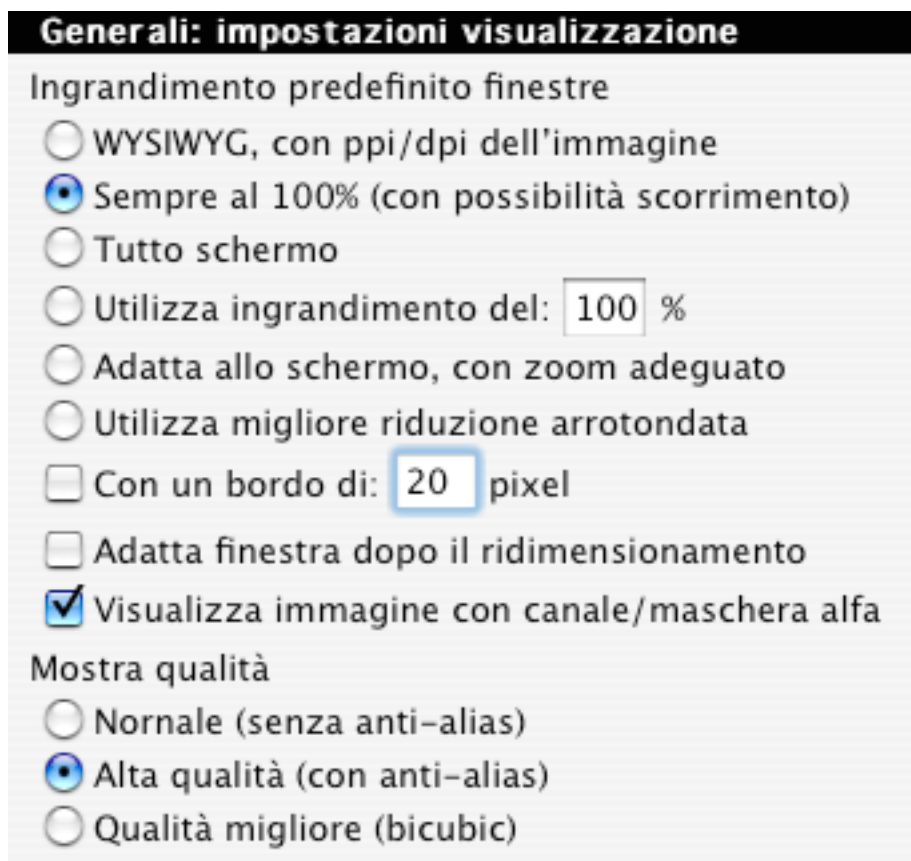 Generali: impostazioni visualizzazione
Ingrandimento predefinito finestre
WYSIWYG, con ppi/dpi dell'immagine
Sempre al 100% (con possibilità scorrimento)
Tutto schermo
Utilizza ingrandimento del: 100 %
Adatta allo schermo, con zoom adeguato
Utilizza migliore riduzione arrotondata
Con un bordo di: 20 pixel
Adatta finestra dopo il ridimensionamento
Visualizza immagine con canale/maschera alfa
Mostra qualità
Nornale (senza anti-alias)
Alta qualità (con anti-alias)
Qualità migliore (bicubic)